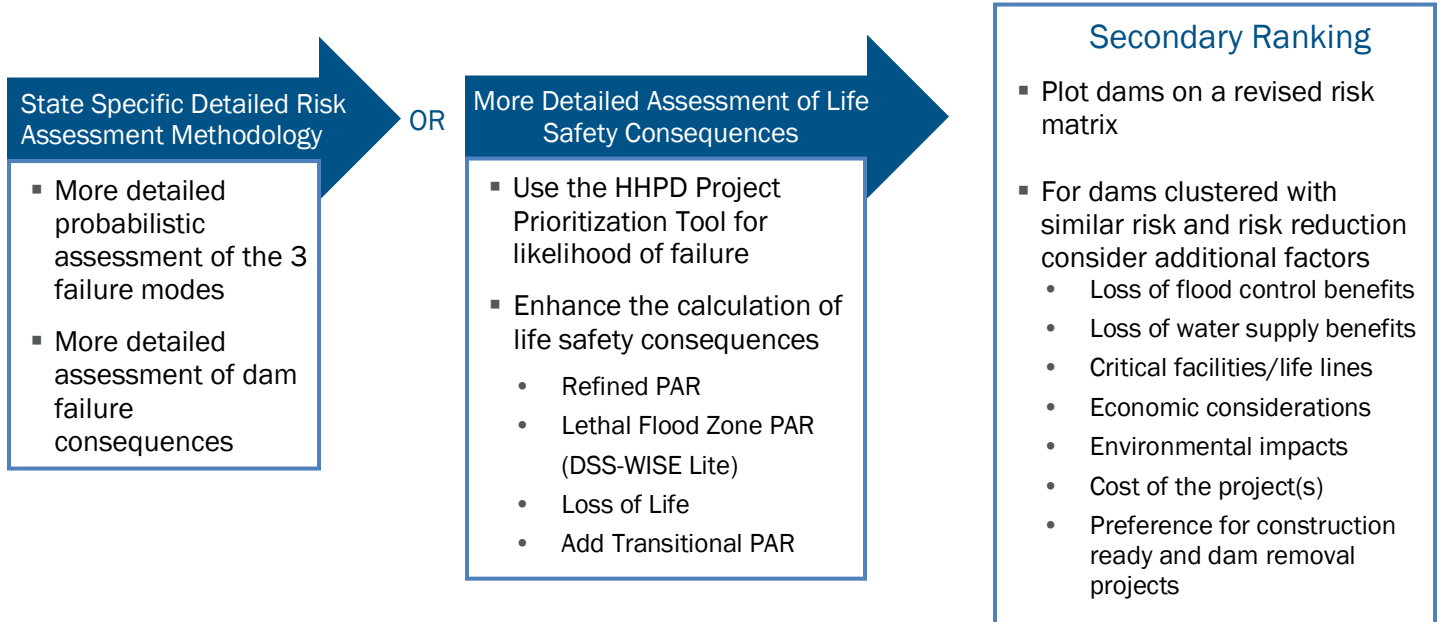 State Specific Detailed Risk
Assessment Methodology
▪ More detailed
probabilistic
assessment of the 3
failure modes
▪ More detailed
assessment of dam
failure
consequences
OR
More Detailed Assessment of Life
Safety Consequences
▪ Use the HHPD Project
Prioritization Tool for
likelihood of failure
▪ Enhance the calculation of
life safety consequences
• Refined PAR
• Lethal Flood Zone PAR
(DSS-WISE Lite)
• Loss of Life
• Add Transitional PAR
Secondary Ranking
▪ Plot dams on a revised risk
matrix
▪ For dams clustered with
similar risk and risk reduction
consider additional factors
• Loss of flood control benefits
• Loss of water supply benefits
• Critical facilities/life lines
• Economic considerations
• Environmental impacts
• Cost of the project(s)
• Preference for construction
ready and dam removal
projects